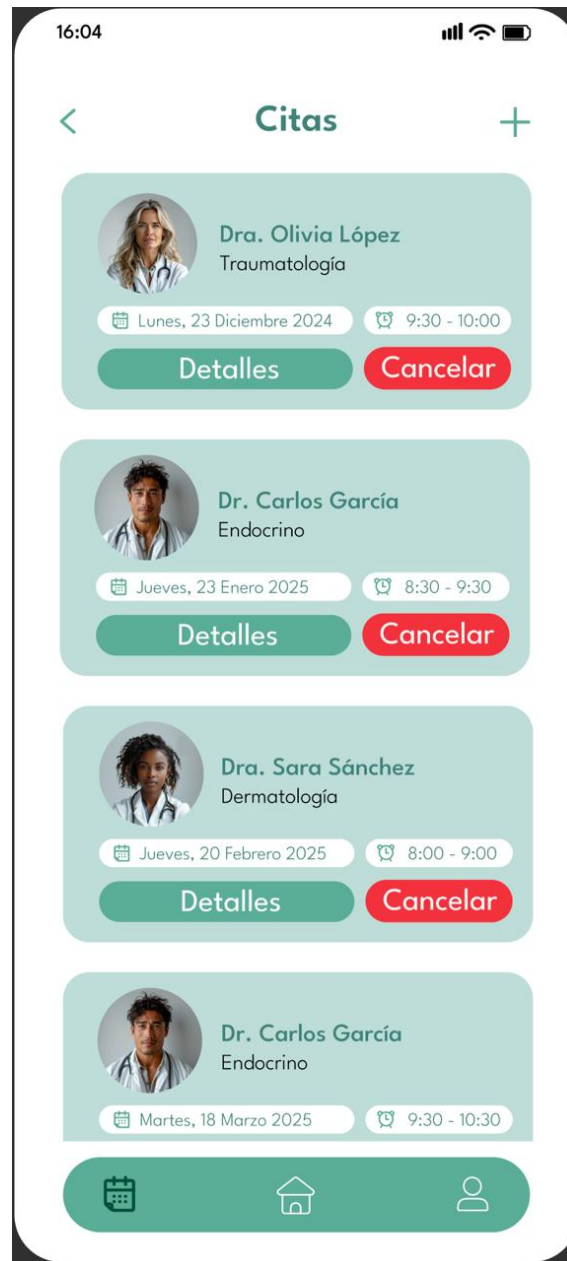 16:04
Citas
Dra. Olivia López
Traumatología
Lunes, 23 Diciembre 2024
9:30 - 10:00
Detalles
Cancelar
Dr. Carlos García
Endocrino
Jueves, 23 Enero 2025
8:30 - 9:30
Detalles
Cancelar
Dra. Sara Sánchez
Dermatología
Jueves, 20 Febrero 2025
8:00 - 9:00
Detalles
Cancelar
Dr. Carlos García
Endocrino
Martes, 18 Marzo 2025
9:30 - 10:30